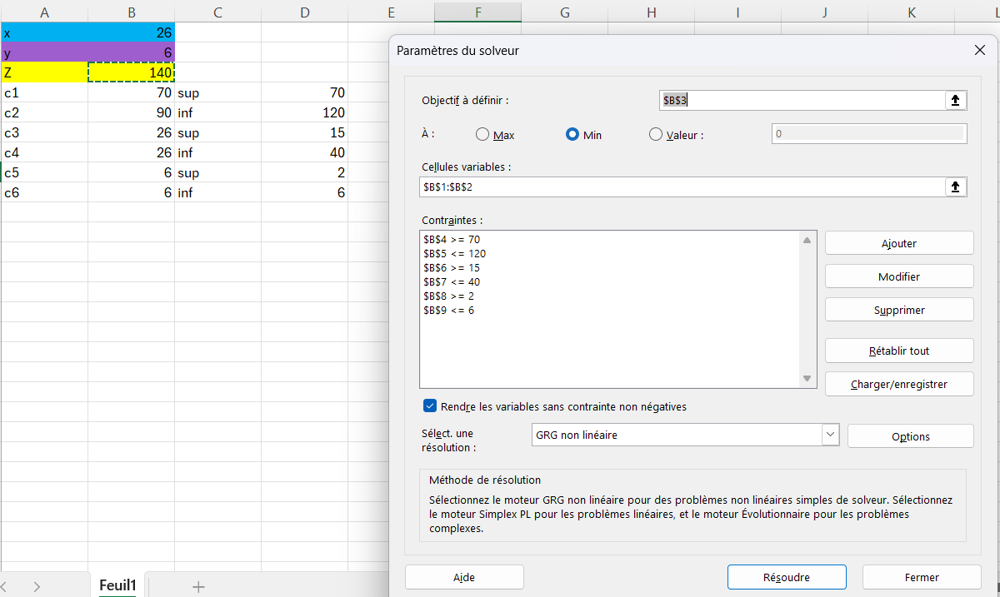 A B C D E F G H I J K L
x 26
y 6
Z 140
c1 70 sup 70
c2 90 inf 120
c3 26 sup 15
c4 26 inf 40
c5 6 sup 2
c6 6 inf 6
Feuil1
Paramètres du solveur
Objectif à définir : $B$3
À : Max Min Valeur : 0
Cellules variables :
$B$1:$B$2
Contraintes :
$B$4 >= 70
$B$5 <= 120
$B$6 >= 15
$B$7 <= 40
$B$8 >= 2
$B$9 <= 6
Ajouter
Modifier
Supprimer
Rétablir tout
Charger/enregistrer
Rendre les variables sans contrainte non négatives
Sélect. une
résolution :
GRG non linéaire
Options
Méthode de résolution
Sélectionnez le moteur GRG non linéaire pour des problèmes non linéaires simples de solveur. Sélectionnez
le moteur Simplex PL pour les problèmes linéaires, et le moteur Évolutionnaire pour les problèmes
complexes.
Aide
Résoudre
Fermer